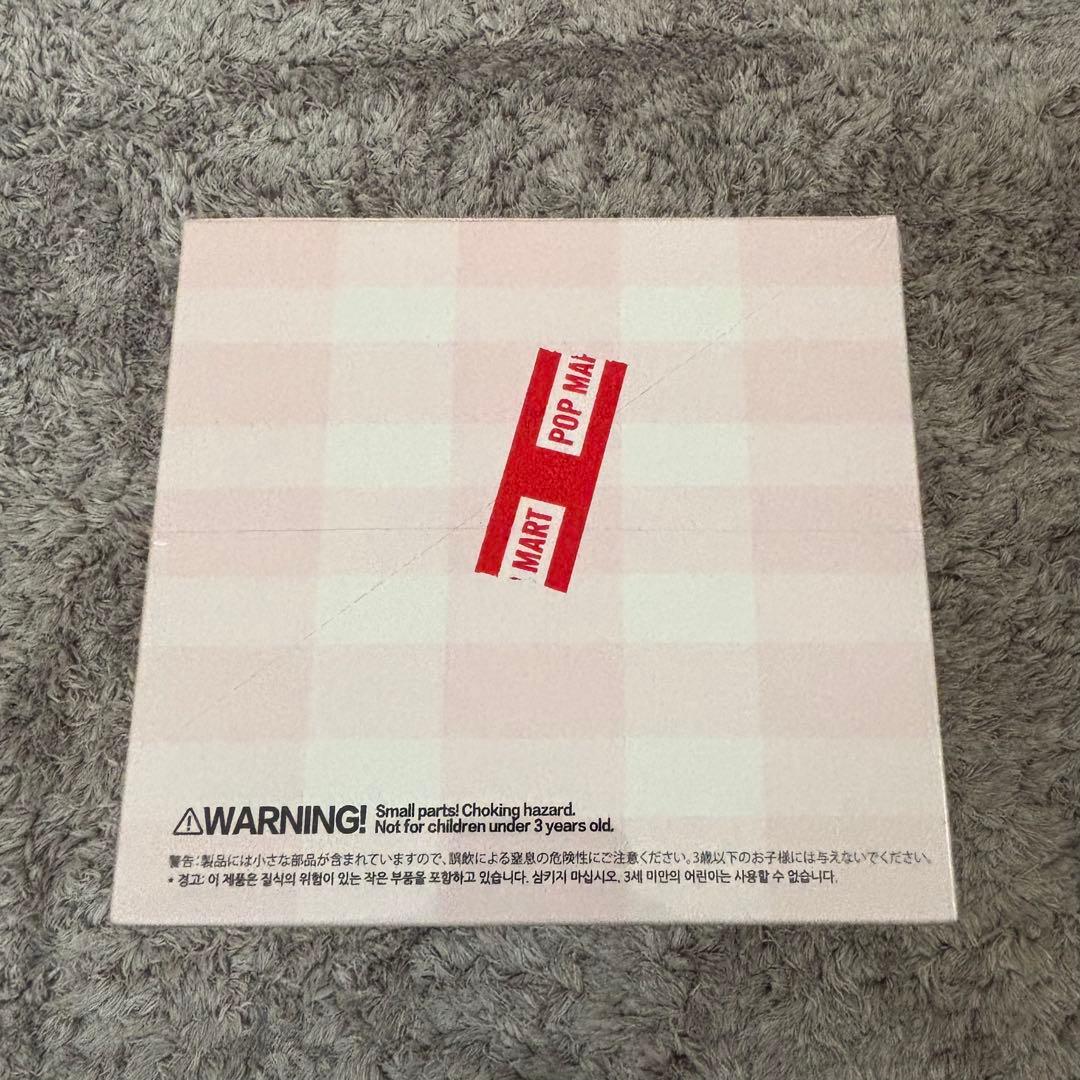 POP MAR
MART
WARNING! Small parts! Choking hazard.
Not for children under 3 years old.
警告:製品には小さな部品が含まれていますので、誤飲による窒息の危険性にご注意ください。3歳以下のお子様には与えないでください。
* 경고: 이 제품은 질식의 위험이 있는 작은 부품을 포함하고 있습니다. 삼키지 마십시오, 3세 미만의 어린이는 사용할 수 없습니다.